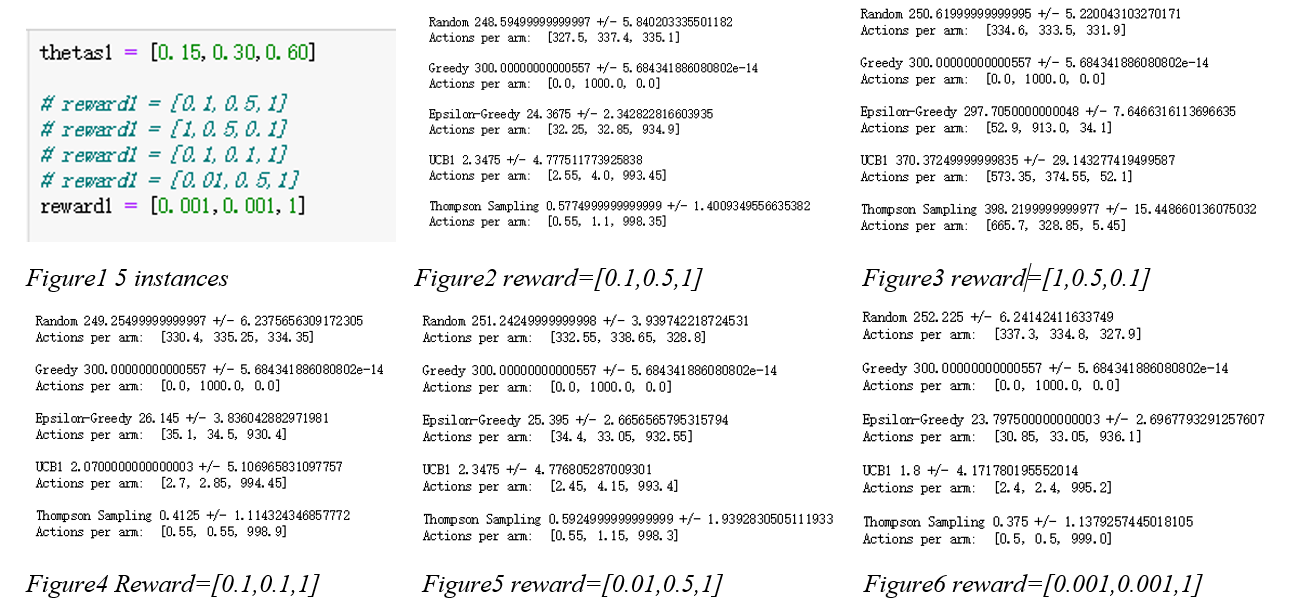 thetas1 = [0.15,0.30,0.60]
# reward1 = [0.1,0.5,1]
# reward1 = [1,0.5,0.1]
# reward1 = [0.1,0.1,1]
# reward1 = [0.01,0.5,1]
reward1 = [0.001,0.001,1]
Figure1 5 instances
Random 248.59499999999997 +/- 5.840203335501182
Actions per arm: [327.5, 337.4, 335.1]
Greedy 300.00000000000557 +/- 5.684341886080802e-14
Actions per arm: [0.0, 1000.0, 0.0]
Epsilon-Greedy 24.3675 +/- 2.342822816603935
Actions per arm: [32.25, 32.85, 934.9]
UCB1 2.3475 +/- 4.777511773925838
Actions per arm: [2.55, 4.0, 993.45]
Thompson Sampling 0.5774999999999999 +/- 1.4009349556635382
Actions per arm: [0.55, 1.1, 998.35]
Figure2 reward=[0.1,0.5,1]
Random 250.61999999999995 +/- 5.220043103270171
Actions per arm: [334.6, 333.5, 331.9]
Greedy 300.00000000000557 +/- 5.684341886080802e-14
Actions per arm: [0.0, 1000.0, 0.0]
Epsilon-Greedy 297.7050000000048 +/- 7.6466316113696635
Actions per arm: [52.9, 913.0, 34.1]
UCB1 370.37249999999835 +/- 29.143277419499587
Actions per arm: [573.35, 374.55, 52.1]
Thompson Sampling 398.2199999999977 +/- 15.448660136075032
Actions per arm: [665.7, 328.85, 5.45]
Figure3 reward=[1,0.5,0.1]
Random 249.25499999999997 +/- 6.2375656309172305
Actions per arm: [330.4, 335.25, 334.35]
Greedy 300.00000000000557 +/- 5.684341886080802e-14
Actions per arm: [0.0, 1000.0, 0.0]
Epsilon-Greedy 26.145 +/- 3.836042882971981
Actions per arm: [35.1, 34.5, 930.4]
UCB1 2.0700000000000003 +/- 5.106965831097757
Actions per arm: [2.7, 2.85, 994.45]
Thompson Sampling 0.4125 +/- 1.114324346857772
Actions per arm: [0.55, 0.55, 998.9]
Figure4 Reward=[0.1,0.1,1]
Random 251.24249999999998 +/- 3.939742218724531
Actions per arm: [332.55, 338.65, 328.8]
Greedy 300.00000000000557 +/- 5.684341886080802e-14
Actions per arm: [0.0, 1000.0, 0.0]
Epsilon-Greedy 25.395 +/- 2.6656565795315794
Actions per arm: [34.4, 33.05, 932.55]
UCB1 2.3475 +/- 4.776805287009301
Actions per arm: [2.45, 4.15, 993.4]
Thompson Sampling 0.5924999999999999 +/- 1.9392830505111933
Actions per arm: [0.55, 1.15, 998.3]
Figure5 reward=[0.01,0.5,1]
Random 252.225 +/- 6.24142411633749
Actions per arm: [337.3, 334.8, 327.9]
Greedy 300.00000000000557 +/- 5.684341886080802e-14
Actions per arm: [0.0, 1000.0, 0.0]
Epsilon-Greedy 23.797500000000003 +/- 2.6967793291257607
Actions per arm: [30.85, 33.05, 936.1]
UCB1 1.8 +/- 4.171780195552014
Actions per arm: [2.4, 2.4, 995.2]
Thompson Sampling 0.375 +/- 1.1379257445018105
Actions per arm: [0.5, 0.5, 999.0]
Figure6 reward=[0.001,0.001,1]